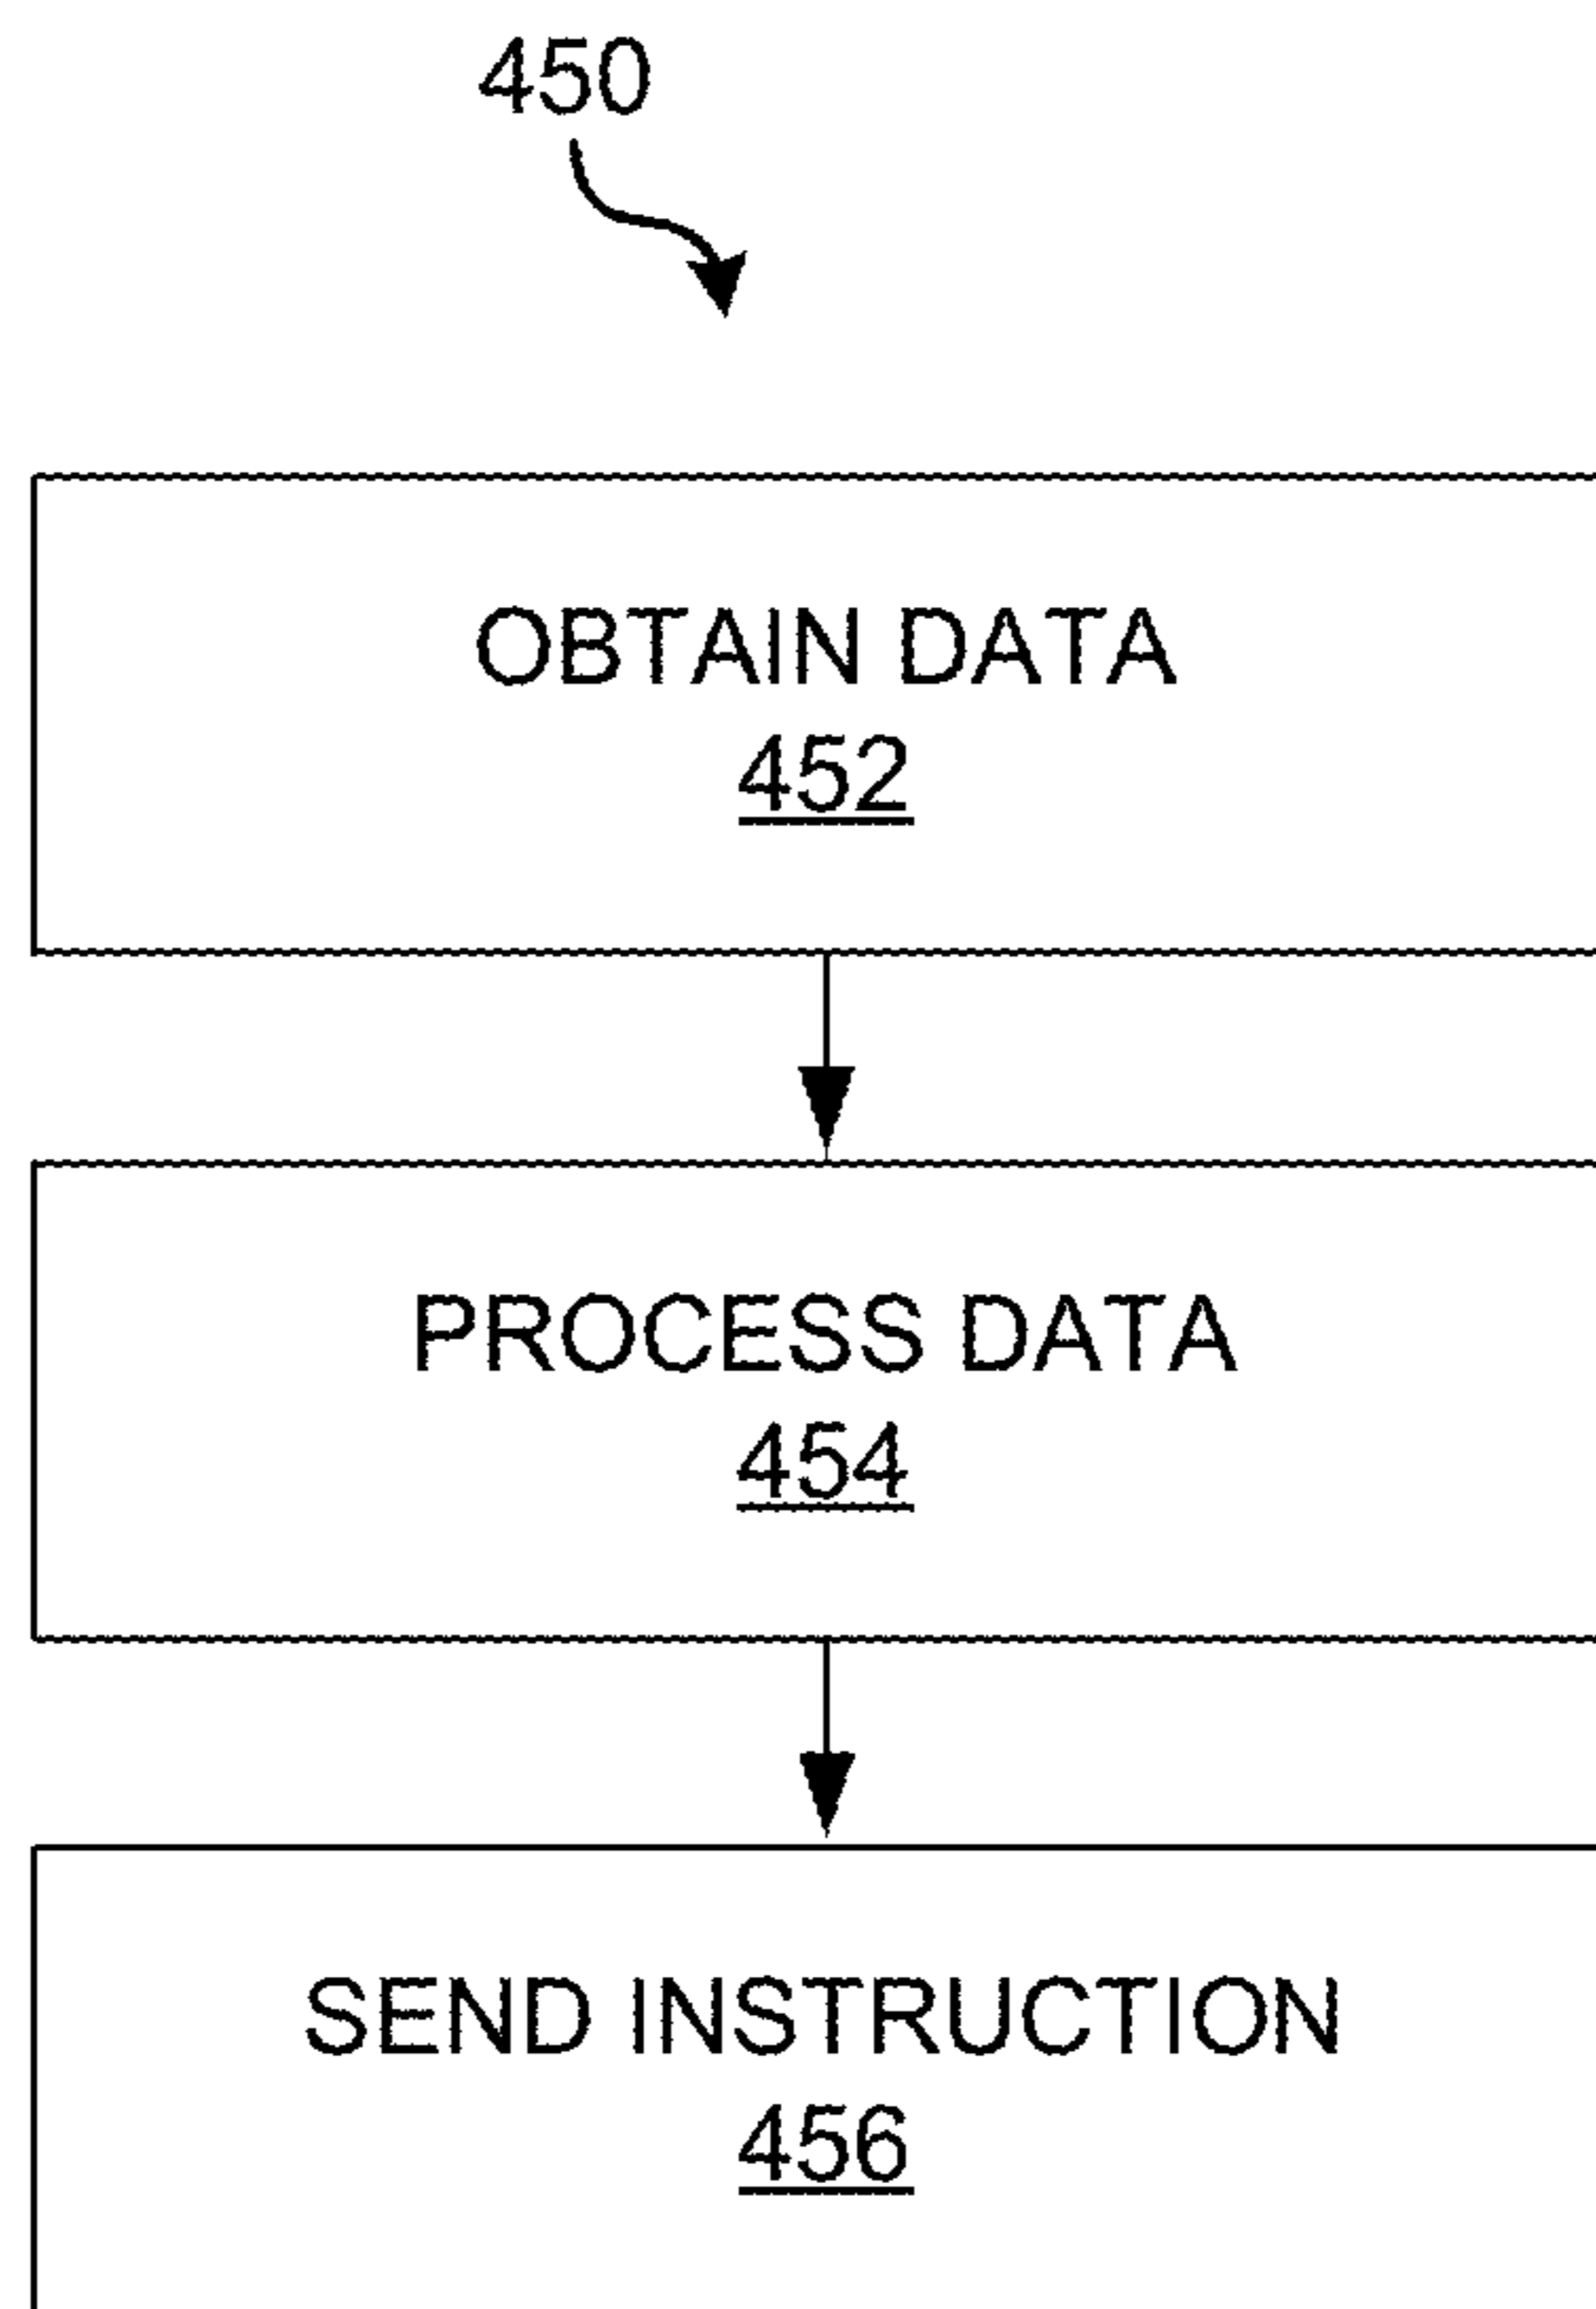 450
OBTAIN DATA
452
PROCESS DATA
454
SEND INSTRUCTION
456